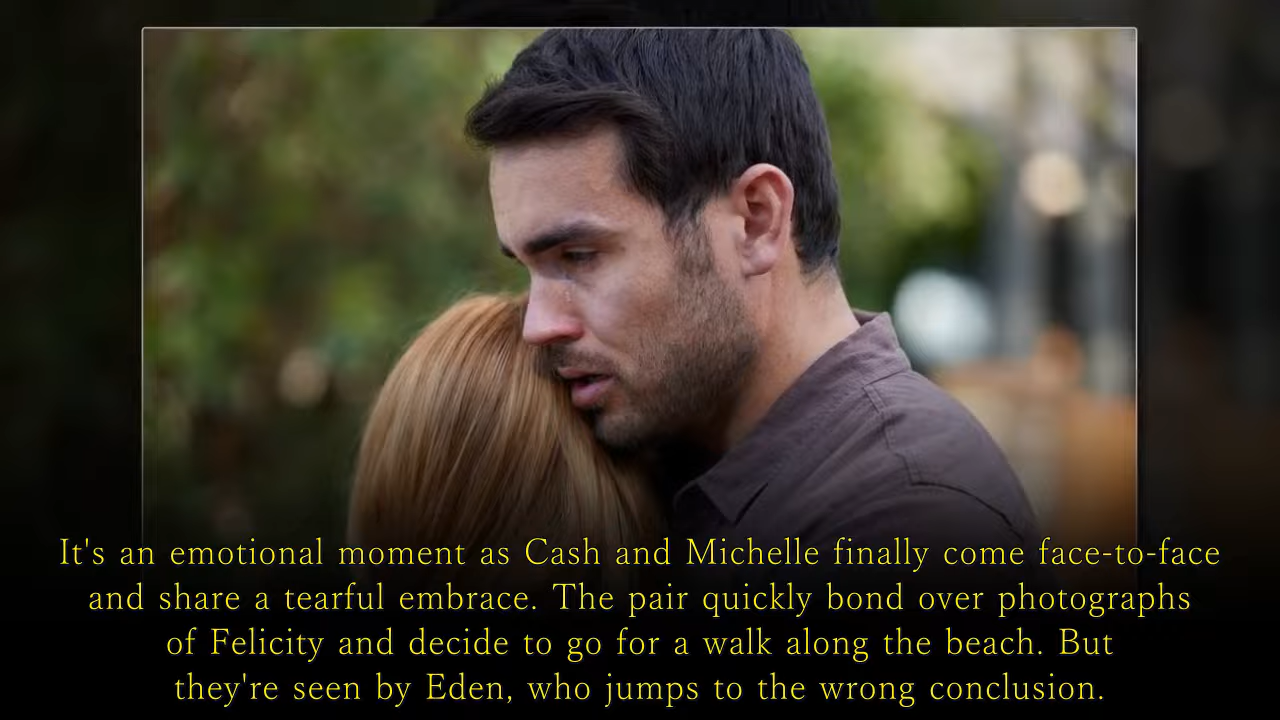 It's an emotional moment as Cash and Michelle finally come face-to-face
and share a tearful embrace. The pair quickly bond over photographs
of Felicity and decide to go for a walk along the beach. But
they're seen by Eden, who jumps to the wrong conclusion.